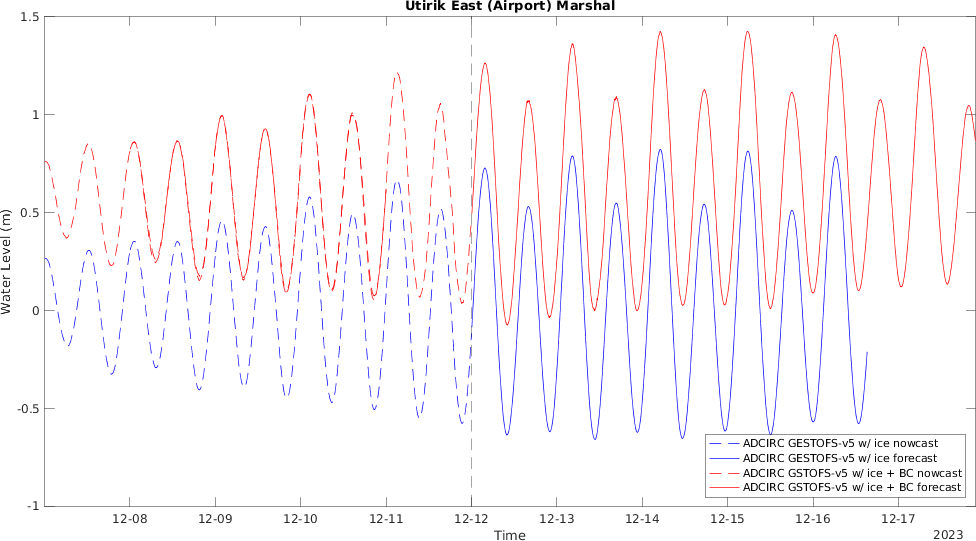 Utirik East (Airport) Marshal
1.5
1
0.5
0
-0.5
-1
Water Level (m)
12-08
12-09
12-10
12-11
12-12
12-13
12-14
12-15
12-16
12-17
Time
2023
ADCIRC GESTOFS-v5 w/ ice nowcast
ADCIRC GESTOFS-v5 w/ ice forecast
ADCIRC GSTOFS-v5 w/ ice + BC nowcast
ADCIRC GSTOFS-v5 w/ ice + BC forecast